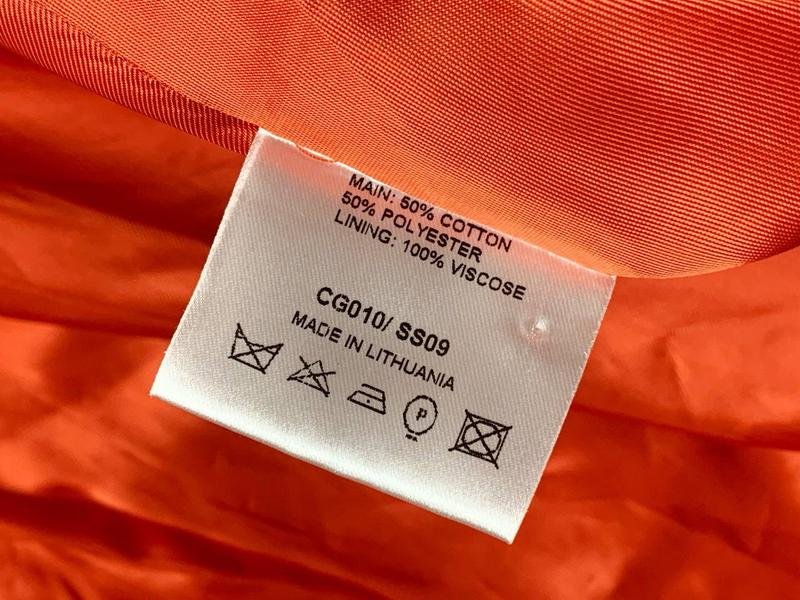 MAIN: 50% COTTON
50% POLYESTER
LINING: 100% VISCOSE
CG010/ SS09
MADE IN LITHUANIA
P